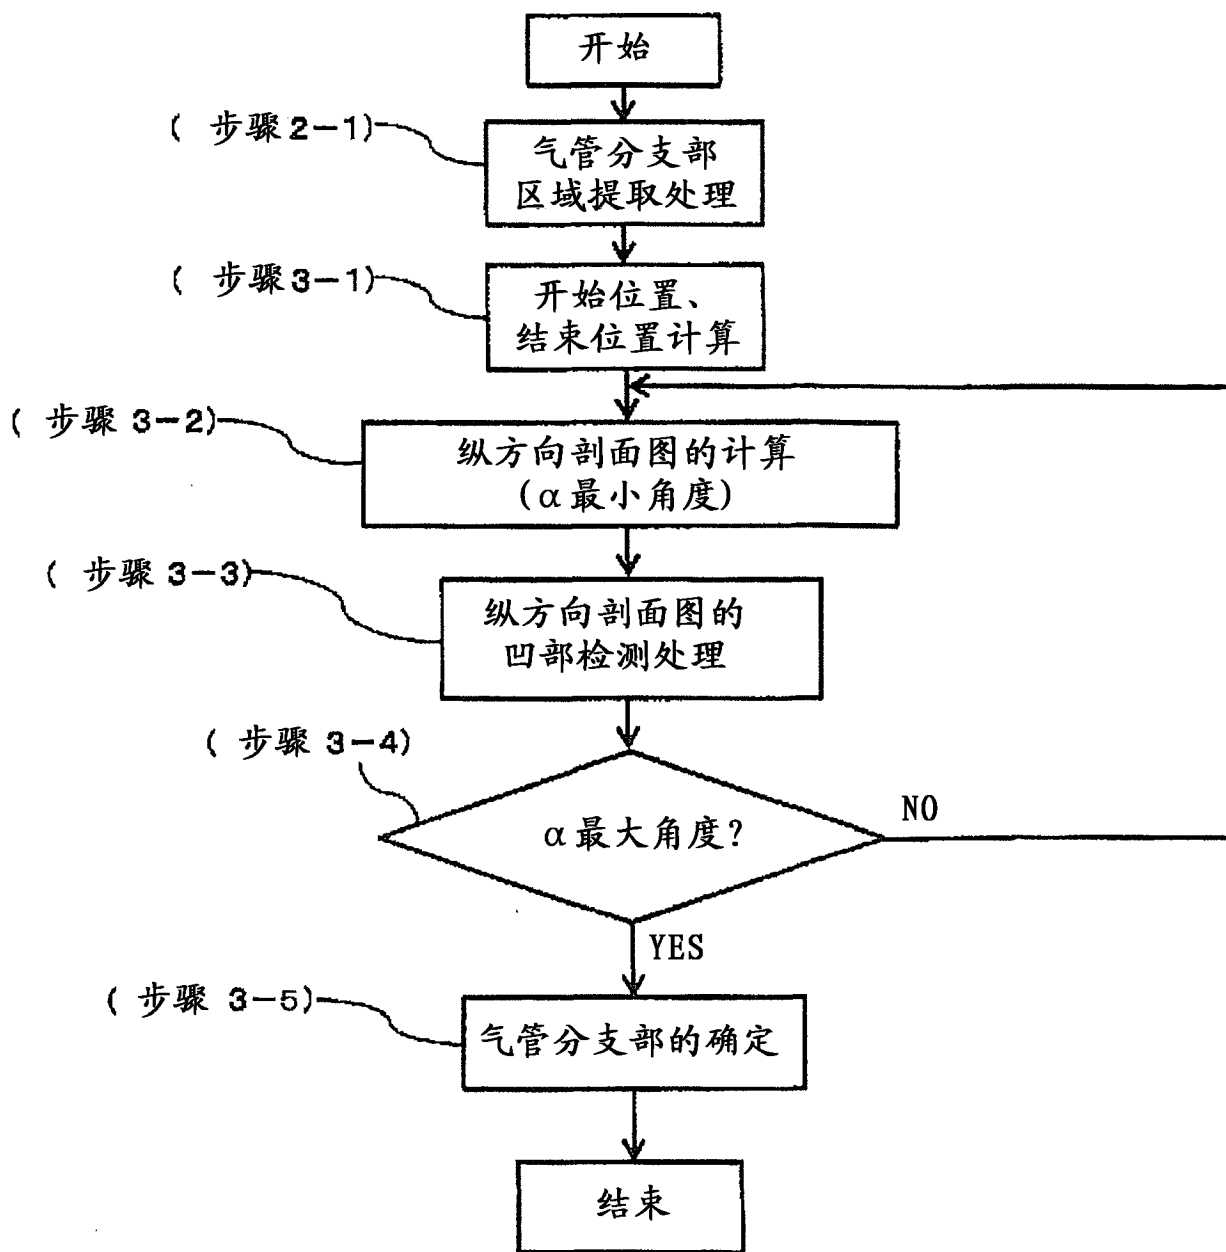 开始
( 步骤2-1)
气管分支部
区域提取处理
( 步骤3-1)
开始位置、
结束位置计算
( 步骤 3-2)
纵方向剖面图的计算
(α最小角度)
( 步骤 3-3)
纵方向剖面图的
凹部检测处理
( 步骤 3-4)
α最大角度?
NO
YES
( 步骤 3-5)
气管分支部的确定
结束